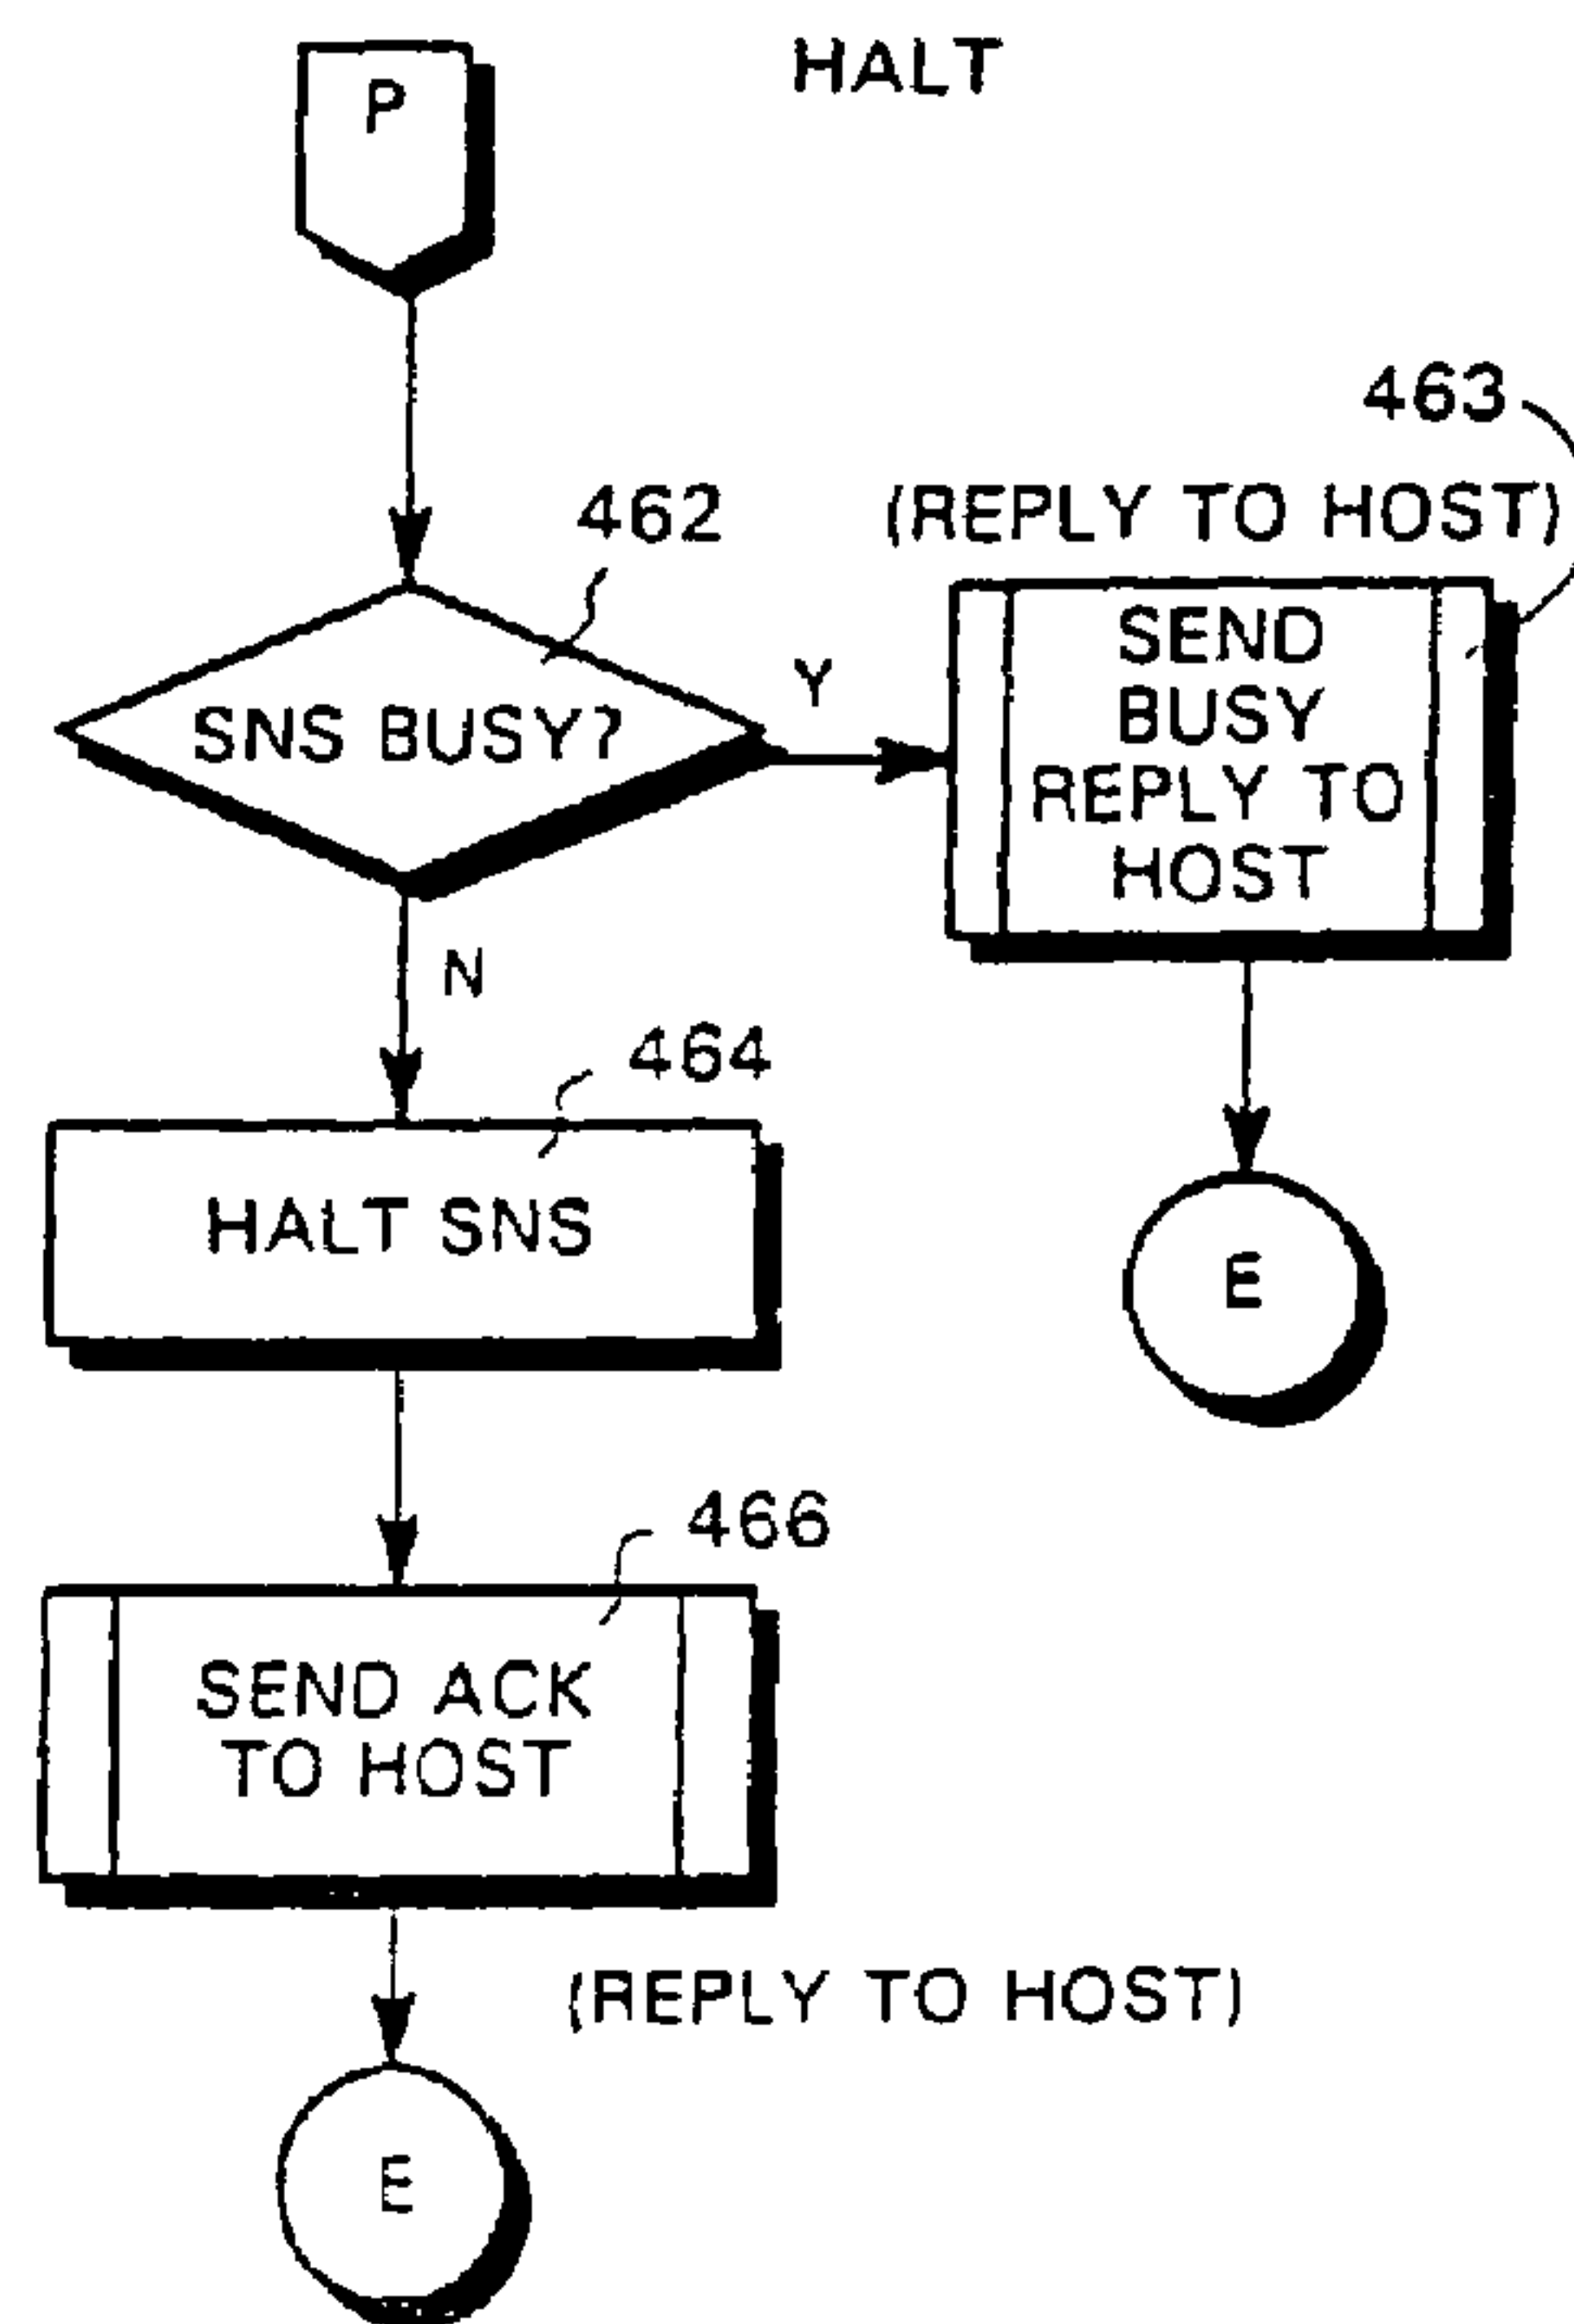 P
HALT
463
462
(REPLY TO HOST)
SNS BUSY?
Y
SEND
BUSY
REPLY TO
HOST
N
464
HALT SNS
E
466
SEND ACK
TO HOST
(REPLY TO HOST)
E